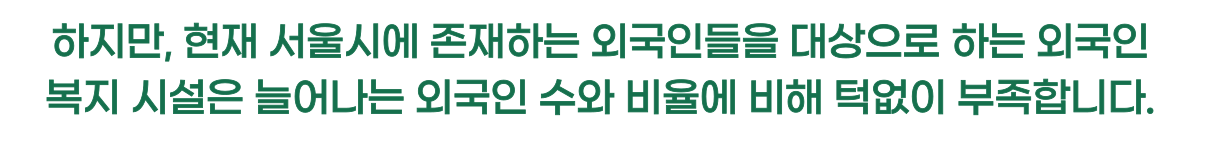 하지만, 현재 서울시에 존재하는 외국인들을 대상으로 하는 외국인
복지 시설은 늘어나는 외국인 수와 비율에 비해 턱없이 부족합니다.